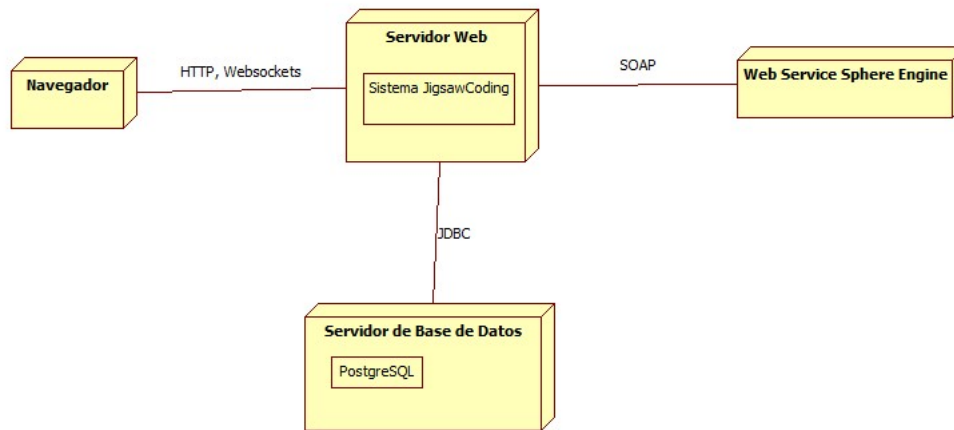 Servidor Web
Sistema JigsawCoding
Navegador
HTTP, Websockets
SOAP
Web Service Sphere Engine
JDBC
Servidor de Base de Datos
PostgreSQL